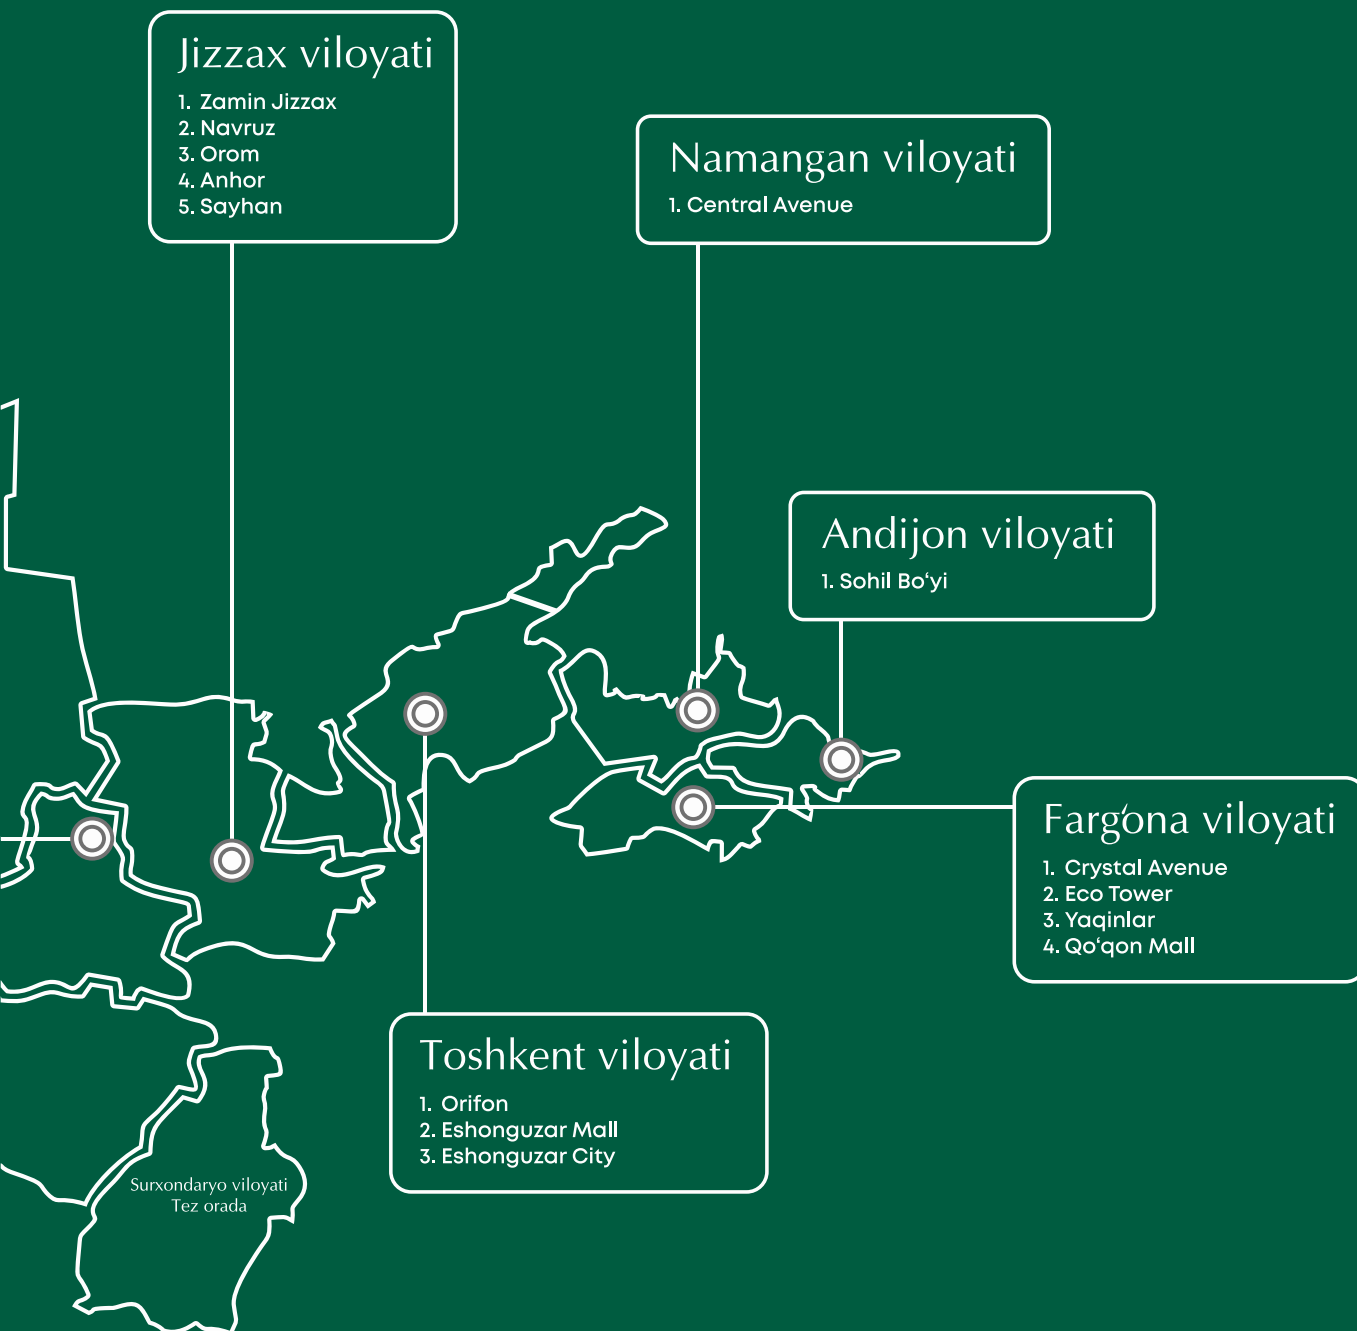 Jizzax viloyati
1. Zamin Jizzax
2. Navruz
3. Orom
4. Anhor
5. Sayhan
Namangan viloyati
1. Central Avenue
Andijon viloyati
1. Sohil Bo‘yi
Farg‘ona viloyati
1. Crystal Avenue
2. Eco Tower
3. Yaqinlar
4. Qo‘qon Mall
Toshkent viloyati
1. Orifon
2. Eshonguzar Mall
3. Eshonguzar City
Surxondaryo viloyati
Tez orada